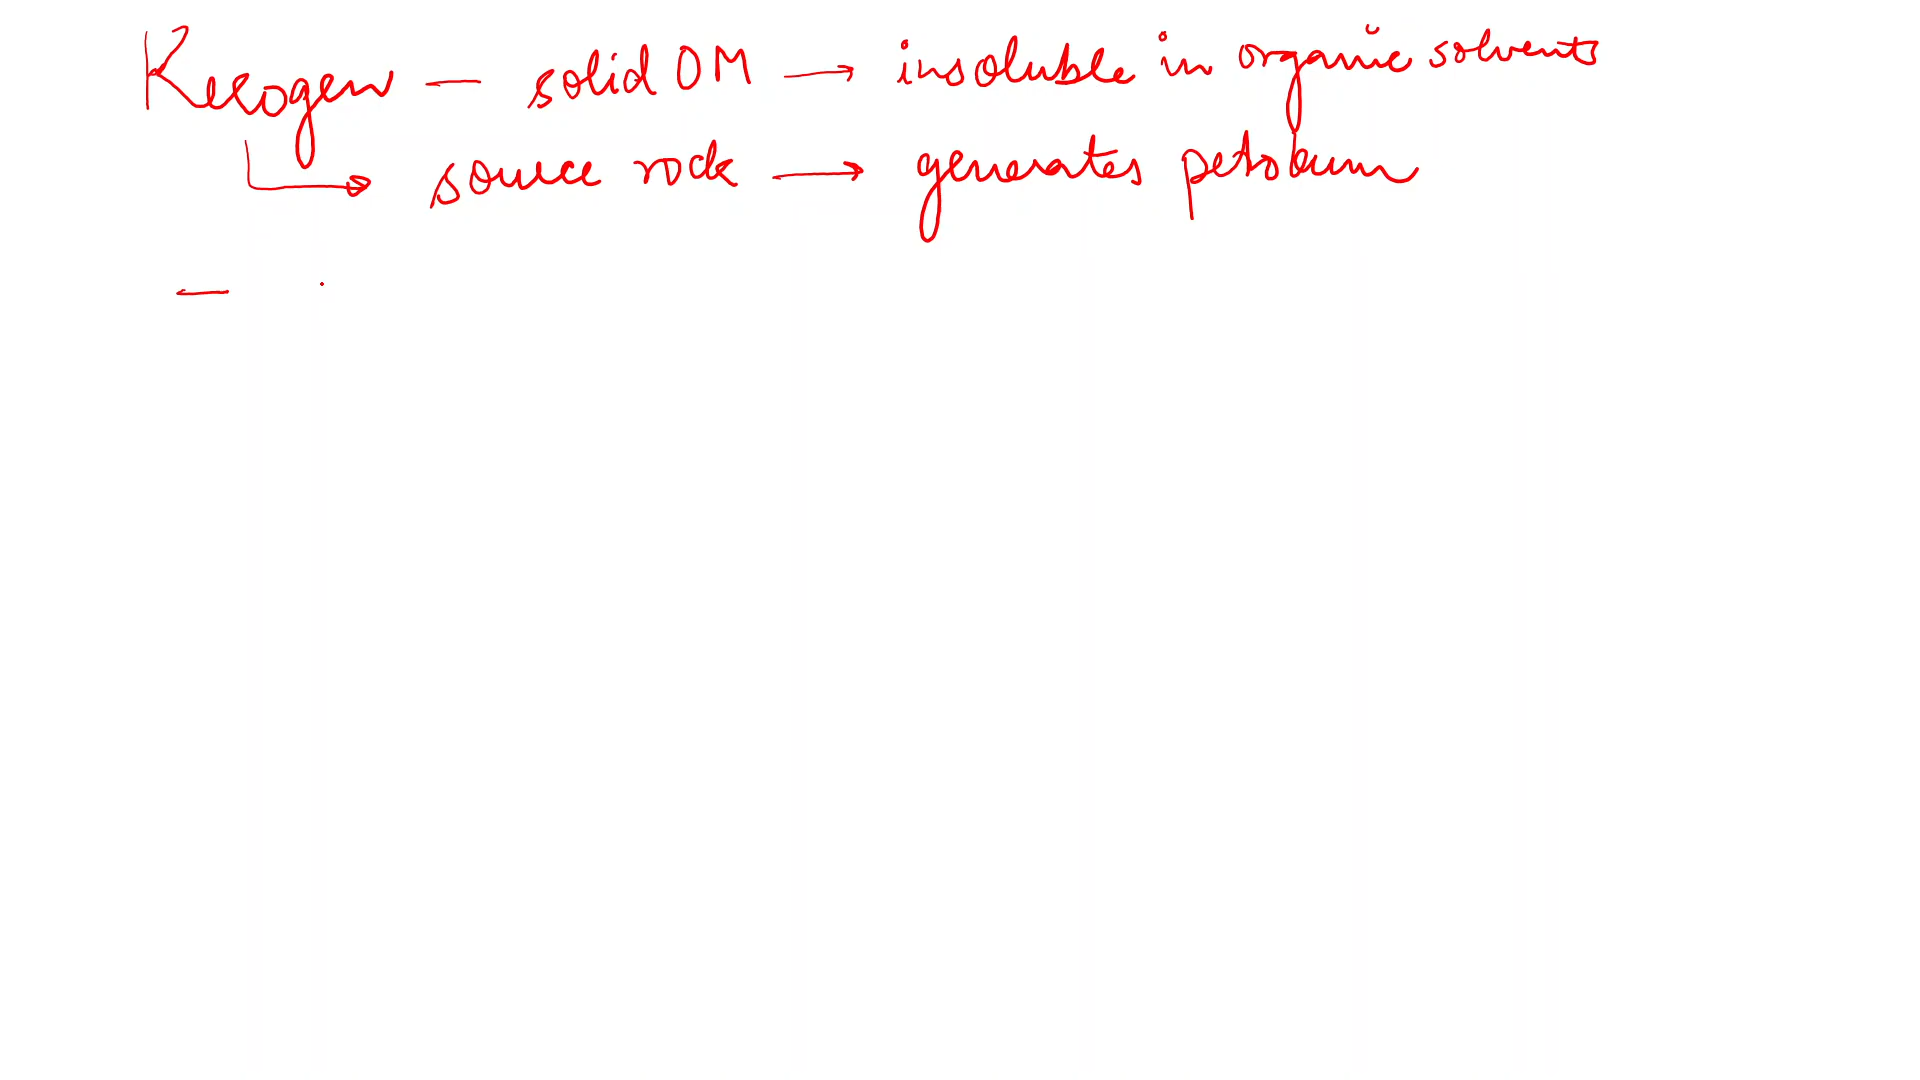 Kerogen — solid OM → insoluble in organic solvents
↳ source rock → generates petroleum
—